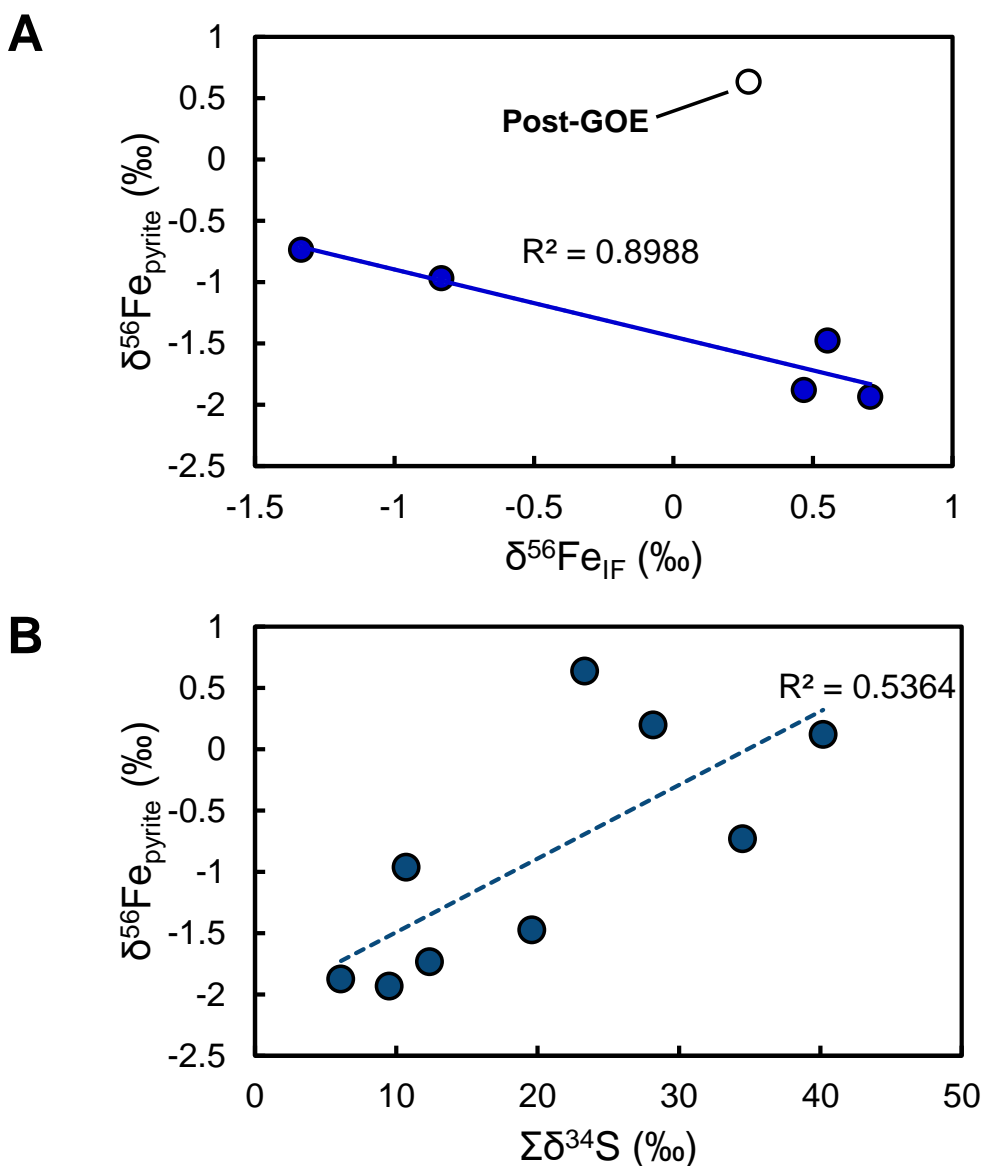 A
1
0.5
0
-0.5
-1
-1.5
-2
-2.5
δ⁵⁶Fepyrite (‰)
Post-GOE
R² = 0.8988
-1.5 -1 -0.5 0 0.5 1
δ⁵⁶FeIF (‰)
B
1
0.5
0
-0.5
-1
-1.5
-2
-2.5
δ⁵⁶Fepyrite (‰)
R² = 0.5364
0 10 20 30 40 50
Σδ³⁴S (‰)